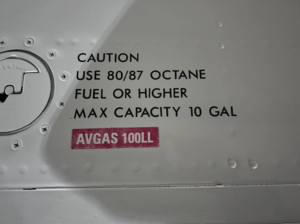 CAUTION
USE 80/87 OCTANE
FUEL OR HIGHER
MAX CAPACITY 10 GAL
AVGAS 100LL